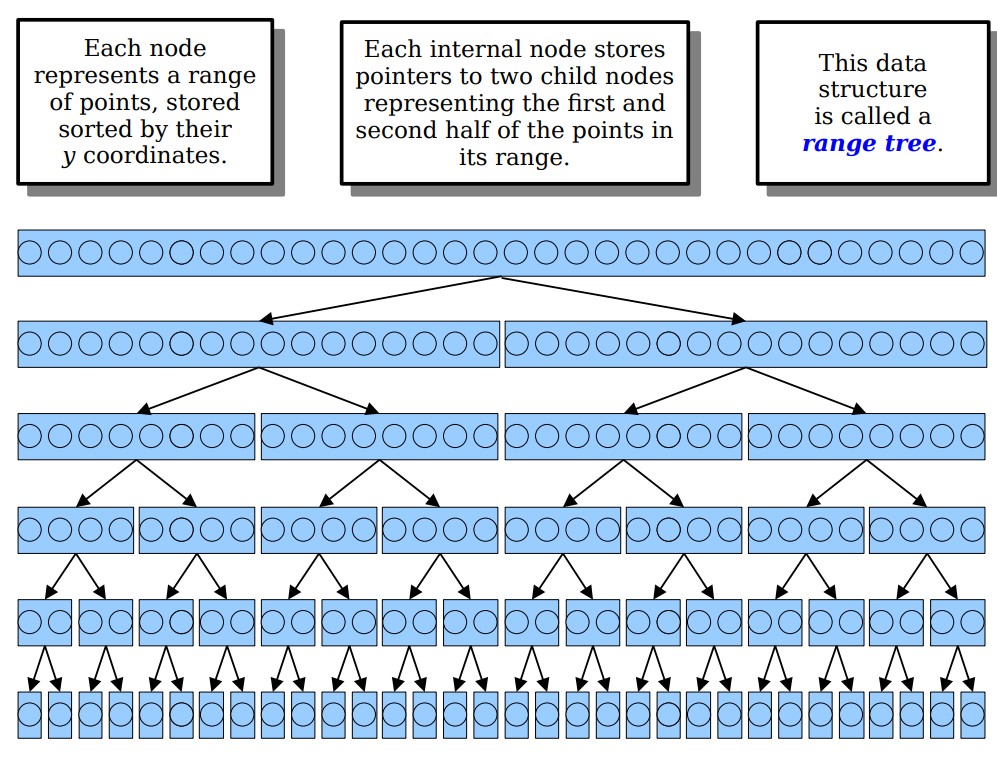 Each node
represents a range
of points, stored
sorted by their
y coordinates.
Each internal node stores
pointers to two child nodes
representing the first and
second half of the points in
its range.
This data
structure
is called a
range tree.